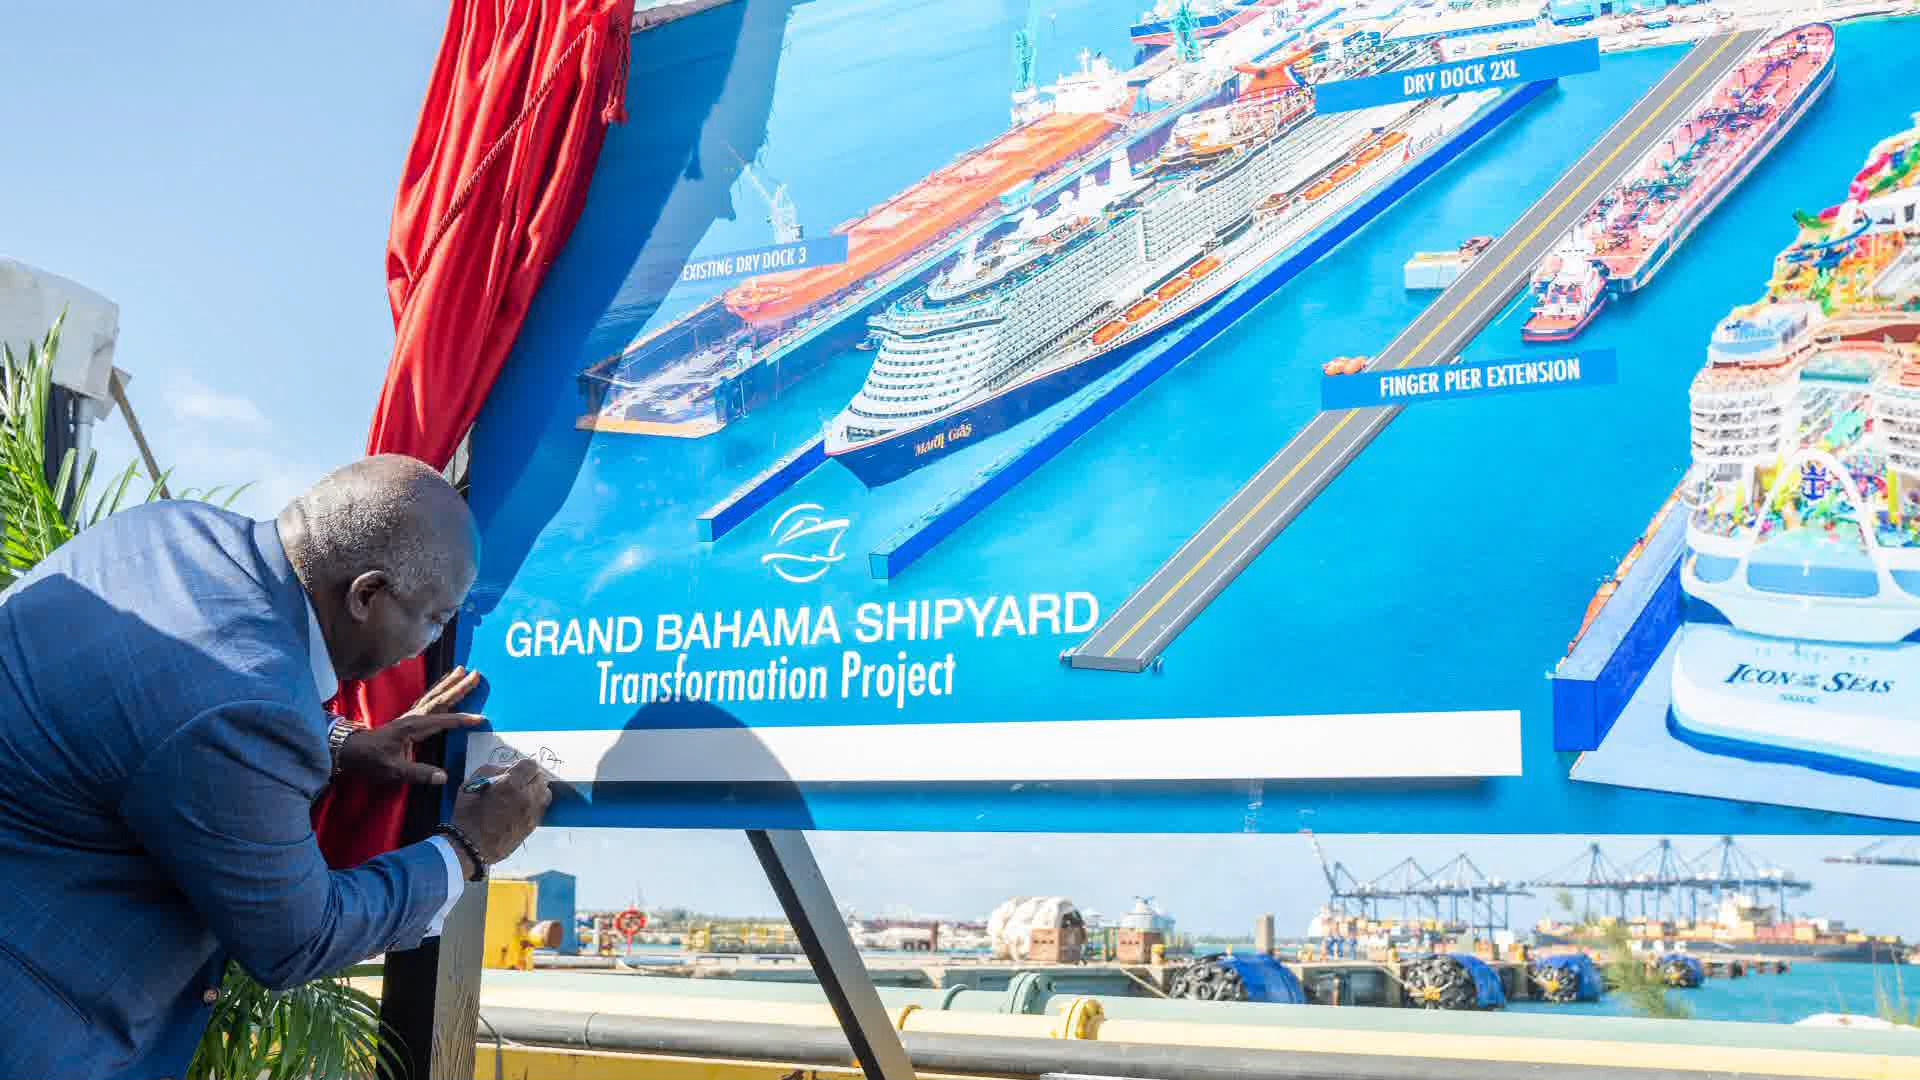 DRY DOCK 2XL
EXISTING DRY DOCK 3
FINGER PIER EXTENSION
MARDI GRAS
GRAND BAHAMA SHIPYARD
Transformation Project
ICON OF THE SEAS
NASSAU